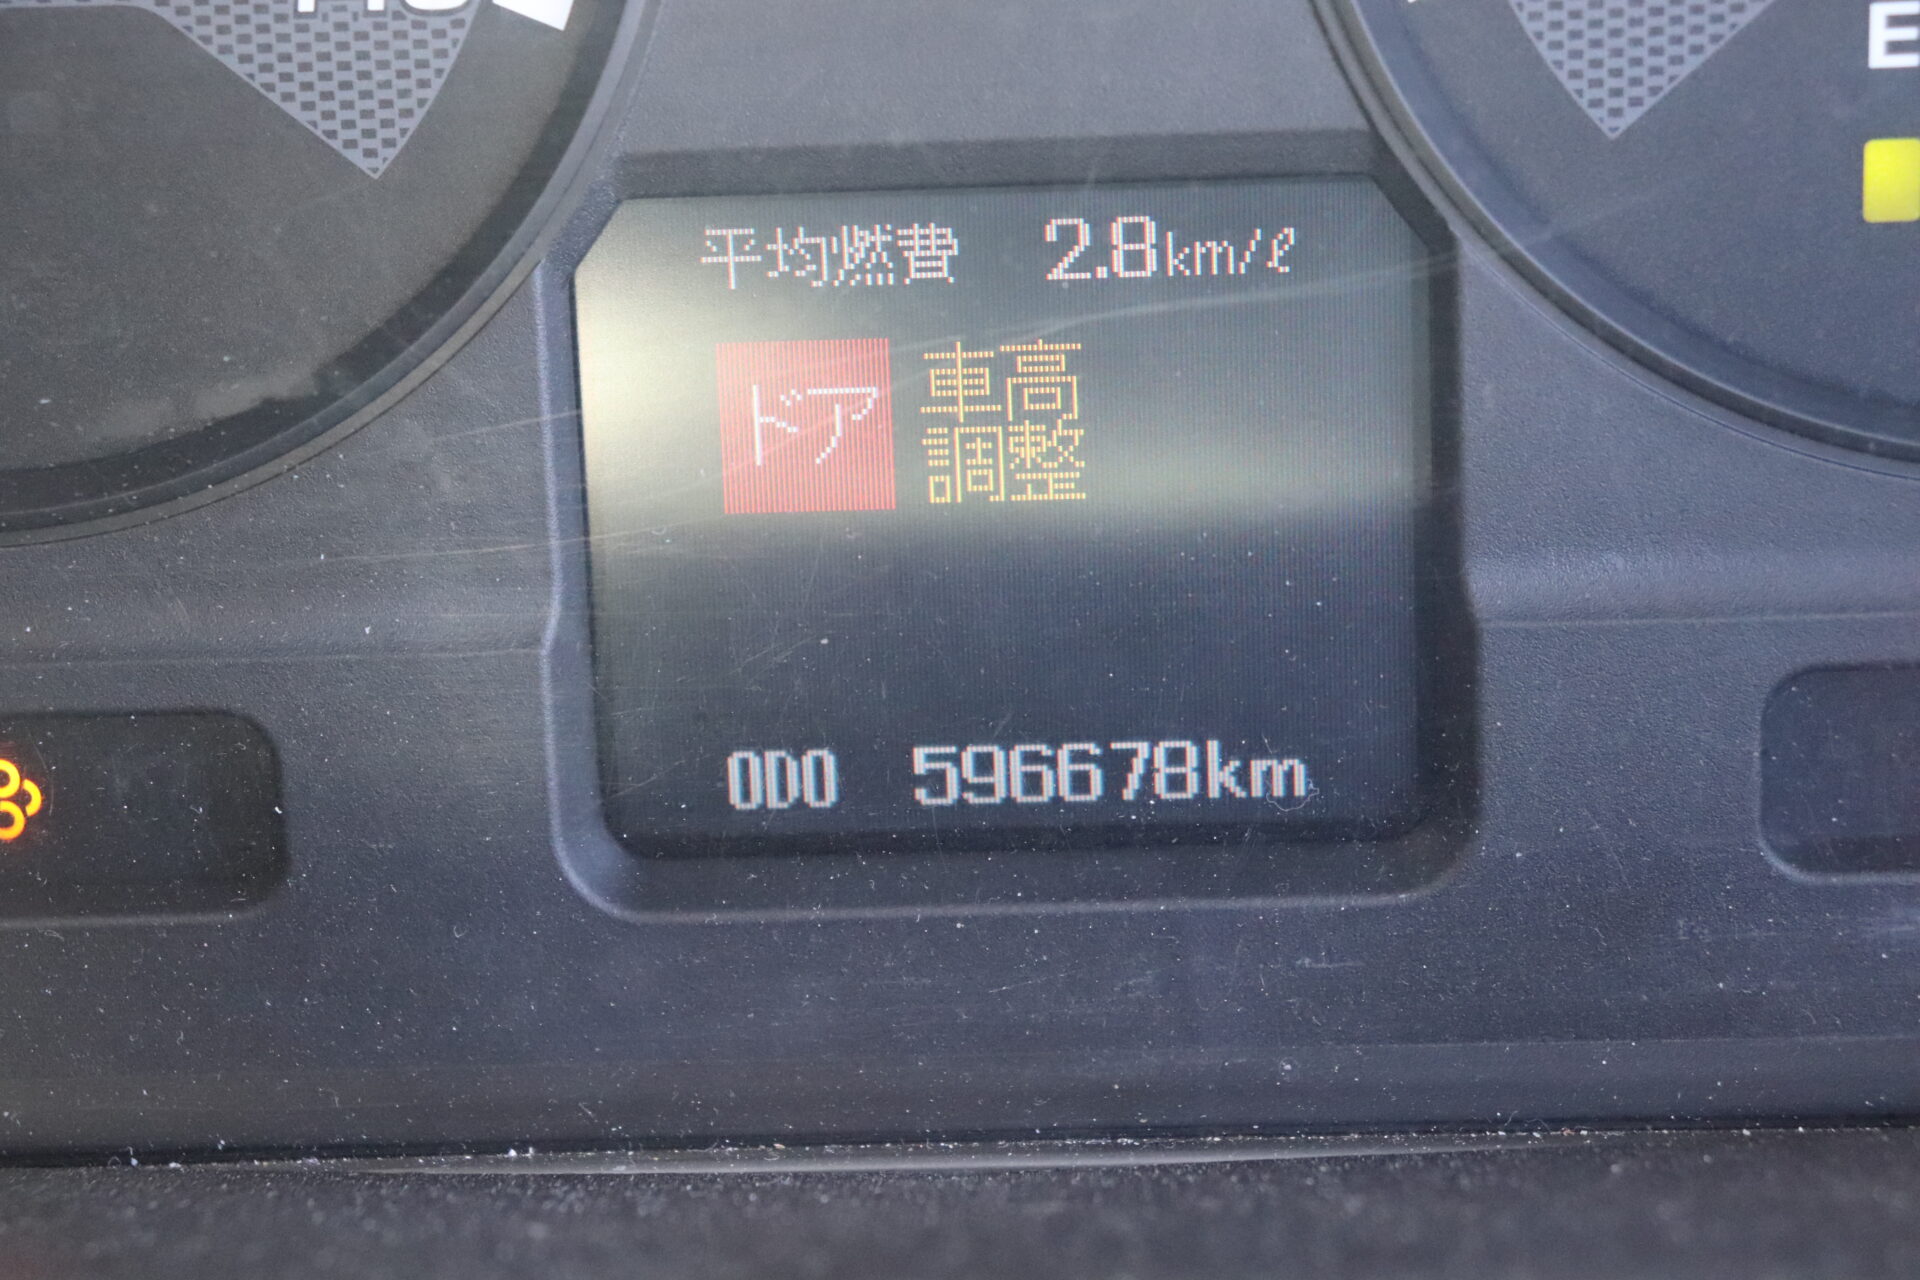 E
平均燃費 2.8km/ℓ
ドア
車高
調整
ODO 596678km